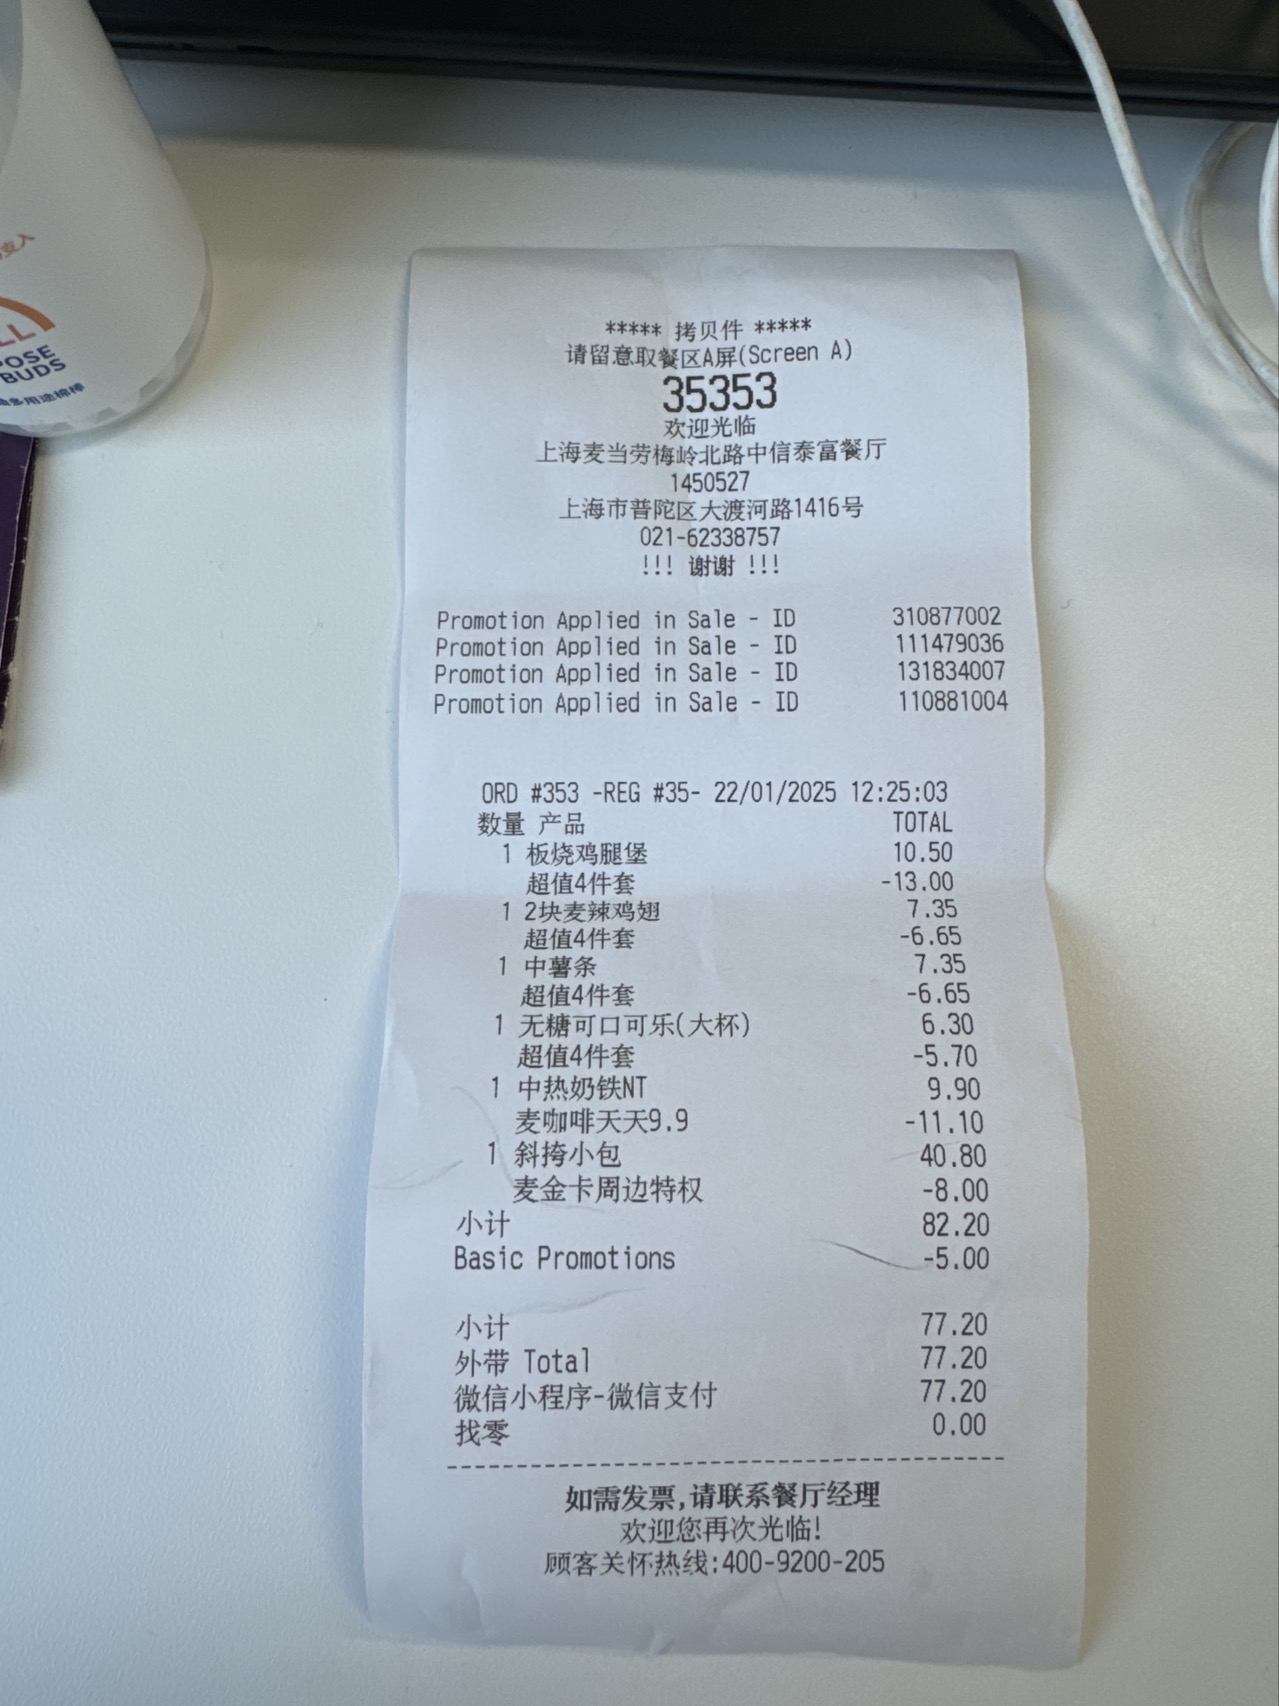 支入
LL
POSE
BUDS
多用途棉棒
***** 拷贝件 *****
请留意取餐区A屏(Screen A)
35353
欢迎光临
上海麦当劳梅岭北路中信泰富餐厅
1450527
上海市普陀区大渡河路1416号
021-62338757
!!! 谢谢 !!!
Promotion Applied in Sale - ID 310877002
Promotion Applied in Sale - ID 111479036
Promotion Applied in Sale - ID 131834007
Promotion Applied in Sale - ID 110881004
ORD #353 -REG #35- 22/01/2025 12:25:03
数量 产品 TOTAL
1 板烧鸡腿堡 10.50
超值4件套 -13.00
1 2块麦辣鸡翅 7.35
超值4件套 -6.65
1 中薯条 7.35
超值4件套 -6.65
1 无糖可口可乐(大杯) 6.30
超值4件套 -5.70
1 中热奶铁NT 9.90
麦咖啡天天9.9 -11.10
1 斜挎小包 40.80
麦金卡周边特权 -8.00
小计 82.20
Basic Promotions -5.00
小计 77.20
外带 Total 77.20
微信小程序-微信支付 77.20
找零 0.00
--------------------------------------
如需发票,请联系餐厅经理
欢迎您再次光临!
顾客关怀热线:400-9200-205